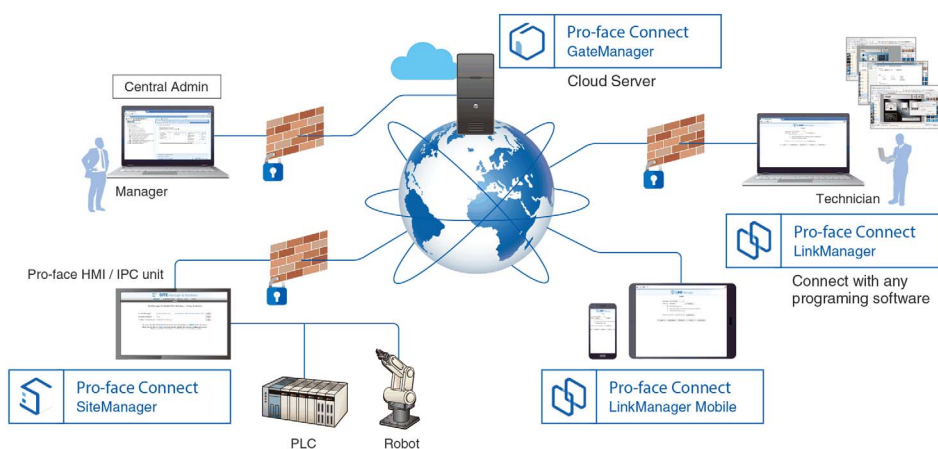 Pro-face Connect
GateManager
Cloud Server
Central Admin
Manager
Technician
Pro-face Connect
LinkManager
Connect with any
programing software
Pro-face HMI / IPC unit
Pro-face Connect
SiteManager
PLC
Robot
Pro-face Connect
LinkManager Mobile